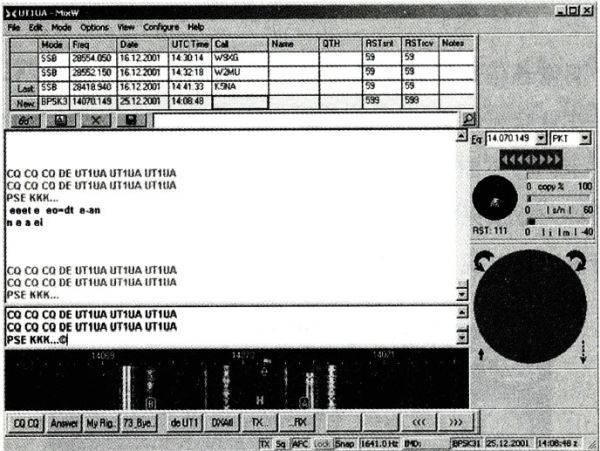 UT1UA - MixW
File Edit Mode Options View Configure Help
Mode Freq Date UTC Time Call Name QTH RSTsnt RSTrcv Notes
SSB 28554.050 16.12.2001 14:30:14 W9XG 59 59
SSB 28552.150 16.12.2001 14:32:18 W2MU 59 59
Last: SSB 28418.940 16.12.2001 14:41:33 K5NA 59 59
New: BPSK3 14070.149 25.12.2001 14:08:48 599 599
Fq 14.070.149 PKT
CQ CQ CQ DE UT1UA UT1UA UT1UA
CQ CQ CQ DE UT1UA UT1UA UT1UA
PSE KKK...
eeet e eo=dt e-an
n e a ei
0 copy % 100
0 | s/n | 60
RST: 111 0 | i | m | -40
CQ CQ CQ DE UT1UA UT1UA UT1UA
CQ CQ CQ DE UT1UA UT1UA UT1UA
PSE KKK...
CQ CQ CQ DE UT1UA UT1UA UT1UA
CQ CQ CQ DE UT1UA UT1UA UT1UA
PSE KKK...©
14069 14070 14071
H
CQ CQ Answer My Rig.. 73_Bye.. de UT1 DXAtl TX... ...RX <<< >>>
TX Sq AFC Lock Snap 1641.0 Hz IMD: BPSK31 25.12.2001 14:08:48 z